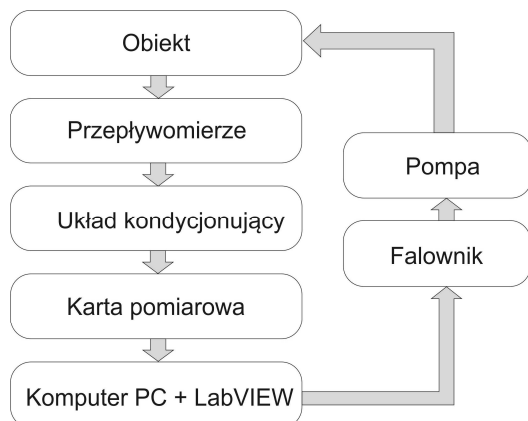 Obiekt
Przepływomierze
Układ kondycjonujący
Karta pomiarowa
Komputer PC + LabVIEW
Pompa
Falownik